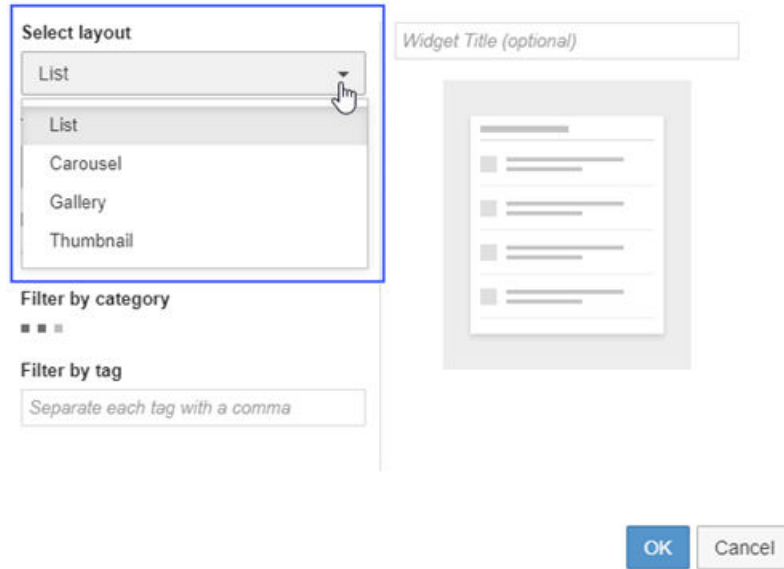 Select layout
List
List
Carousel
Gallery
Thumbnail
Filter by category
Filter by tag
Separate each tag with a comma
Widget Title (optional)
OK
Cancel